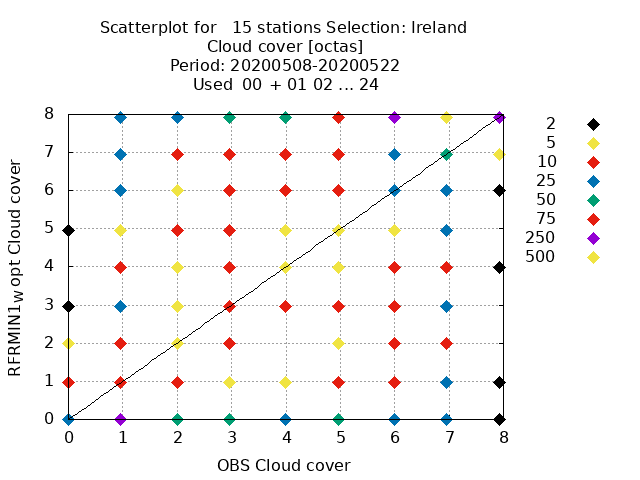 Scatterplot for 15 stations Selection: Ireland
Cloud cover [octas]
Period: 20200508-20200522
Used 00 + 01 02 ... 24
8
7
6
5
4
3
2
1
0
0 1 2 3 4 5 6 7 8
RFRMIN1w opt Cloud cover
OBS Cloud cover
2
5
10
25
50
75
250
500